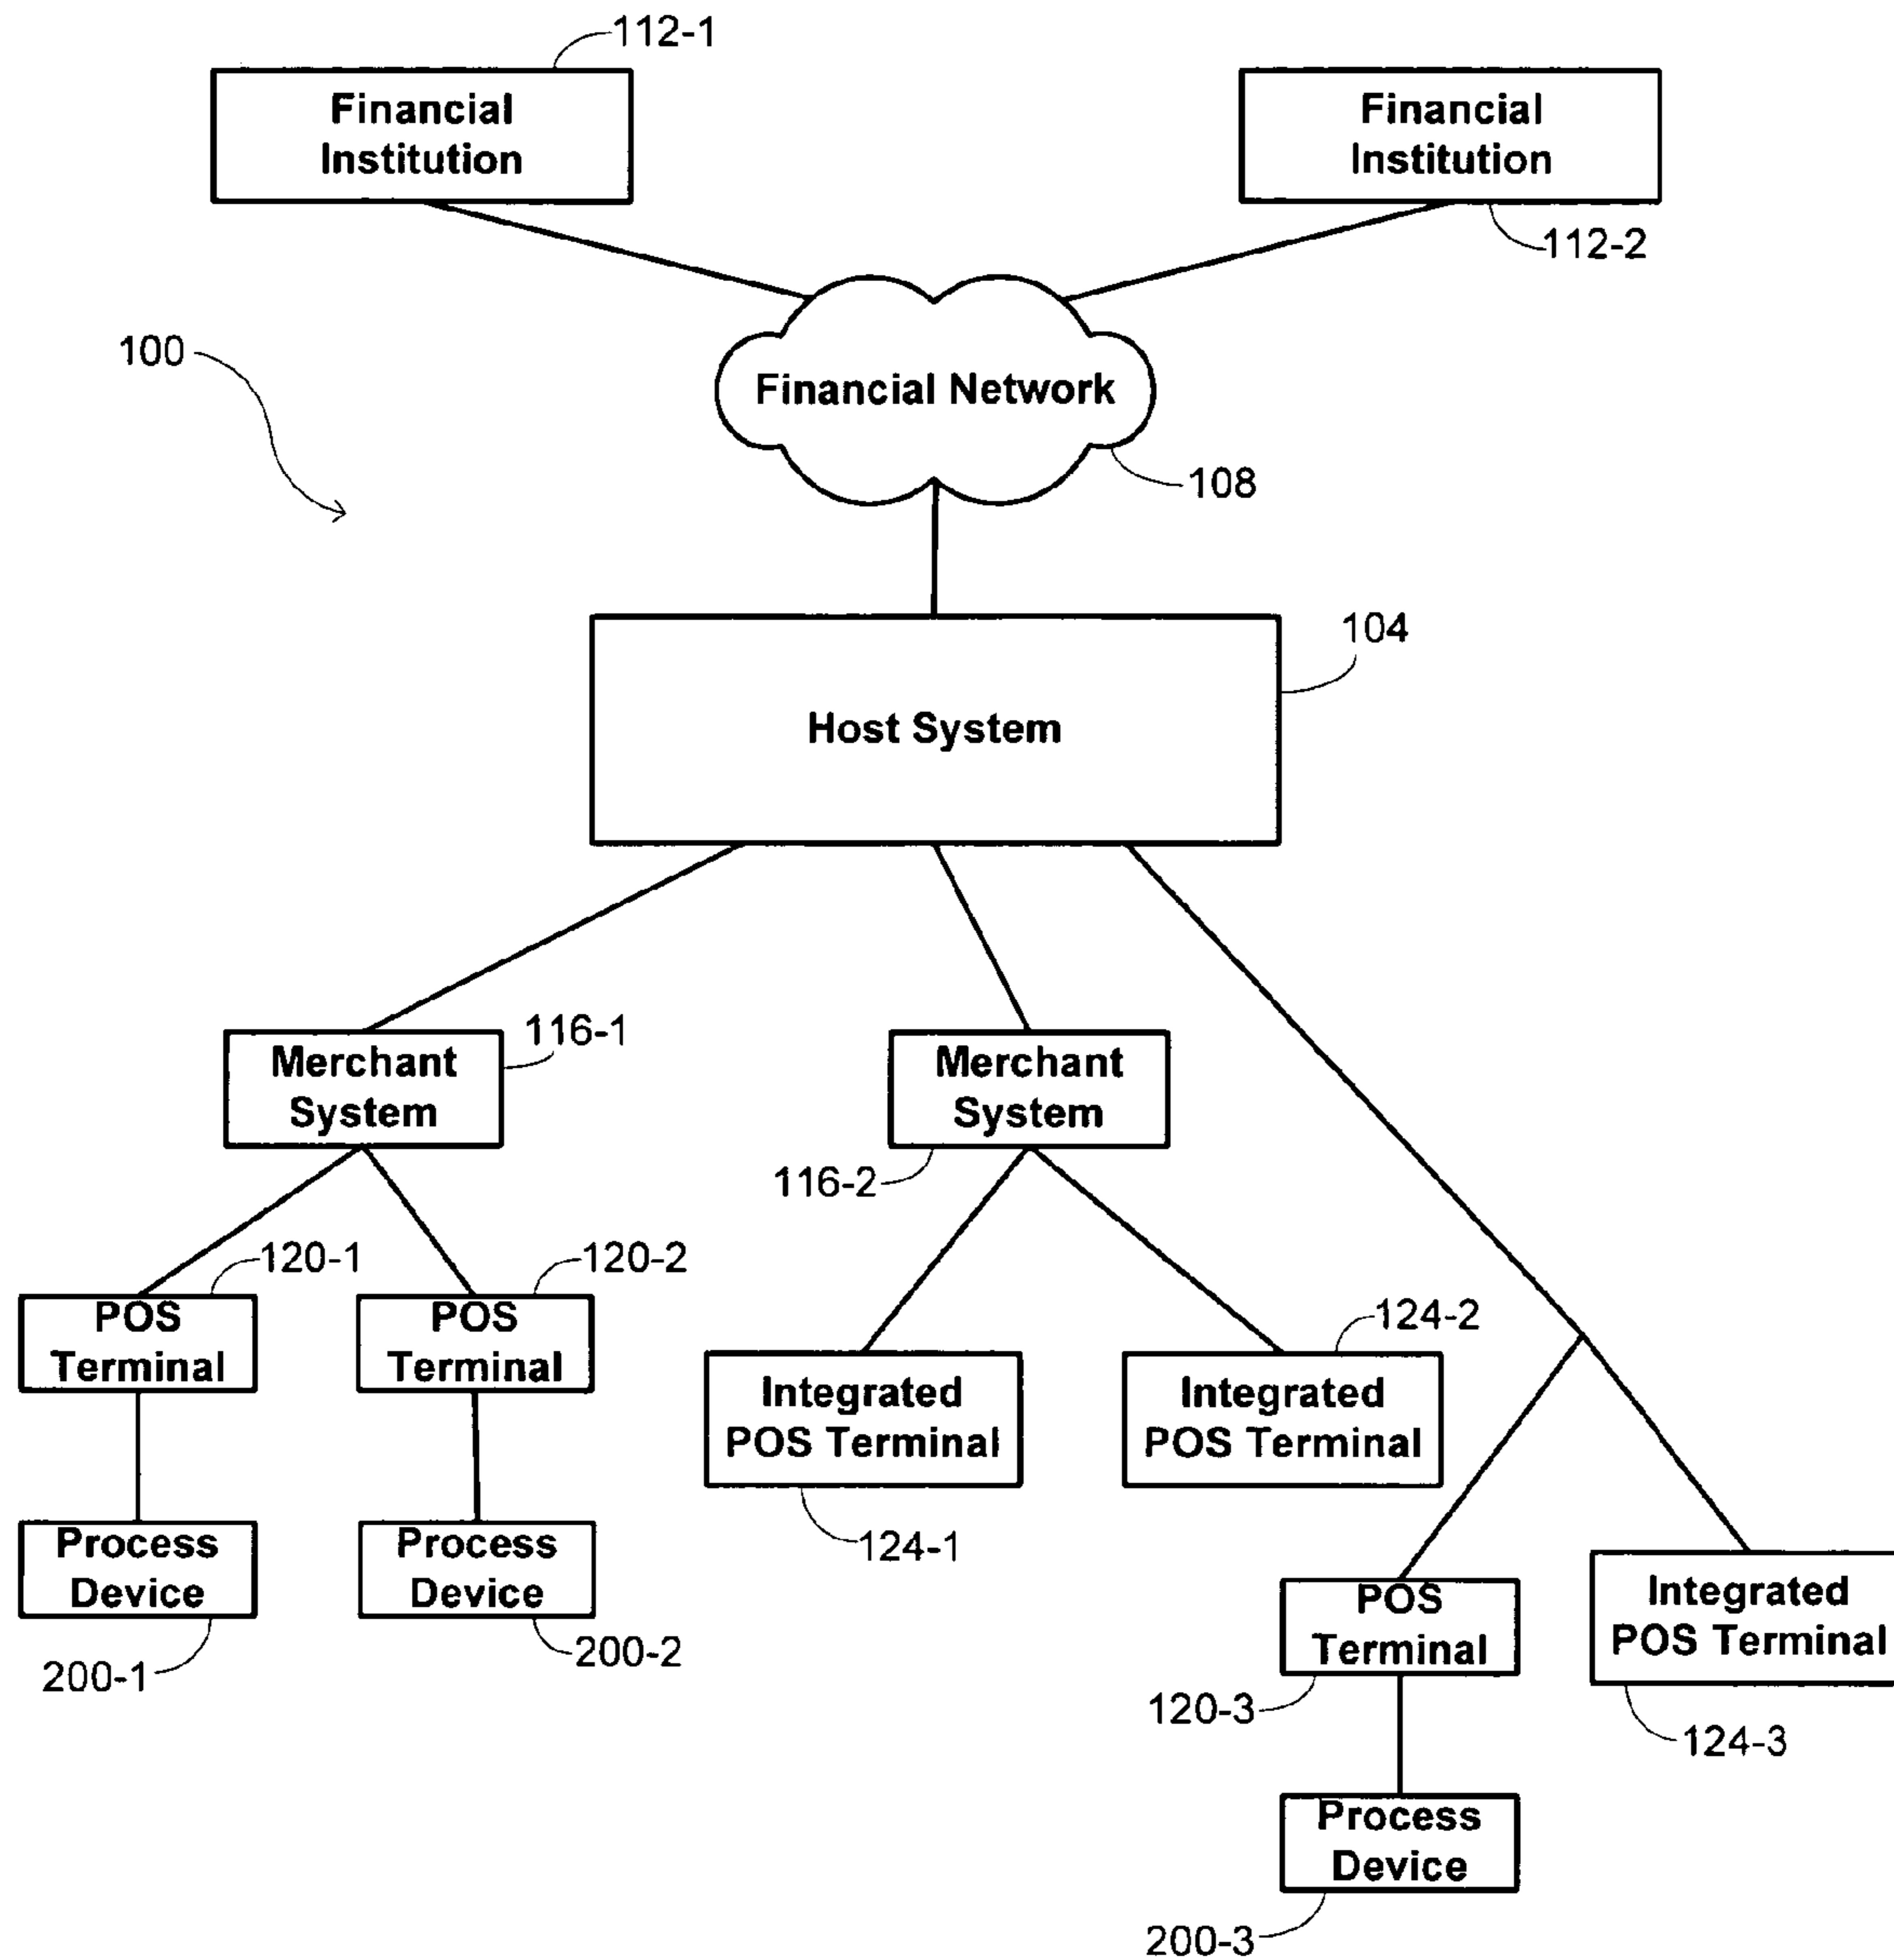 112-1
Financial
Institution
Financial
Institution
112-2
100
Financial Network
108
104
Host System
116-1
Merchant
System
Merchant
System
116-2
120-1
120-2
POS
Terminal
POS
Terminal
124-2
Integrated
POS Terminal
Integrated
POS Terminal
124-1
Process
Device
Process
Device
200-1
200-2
POS
Terminal
Integrated
POS Terminal
120-3
124-3
Process
Device
200-3